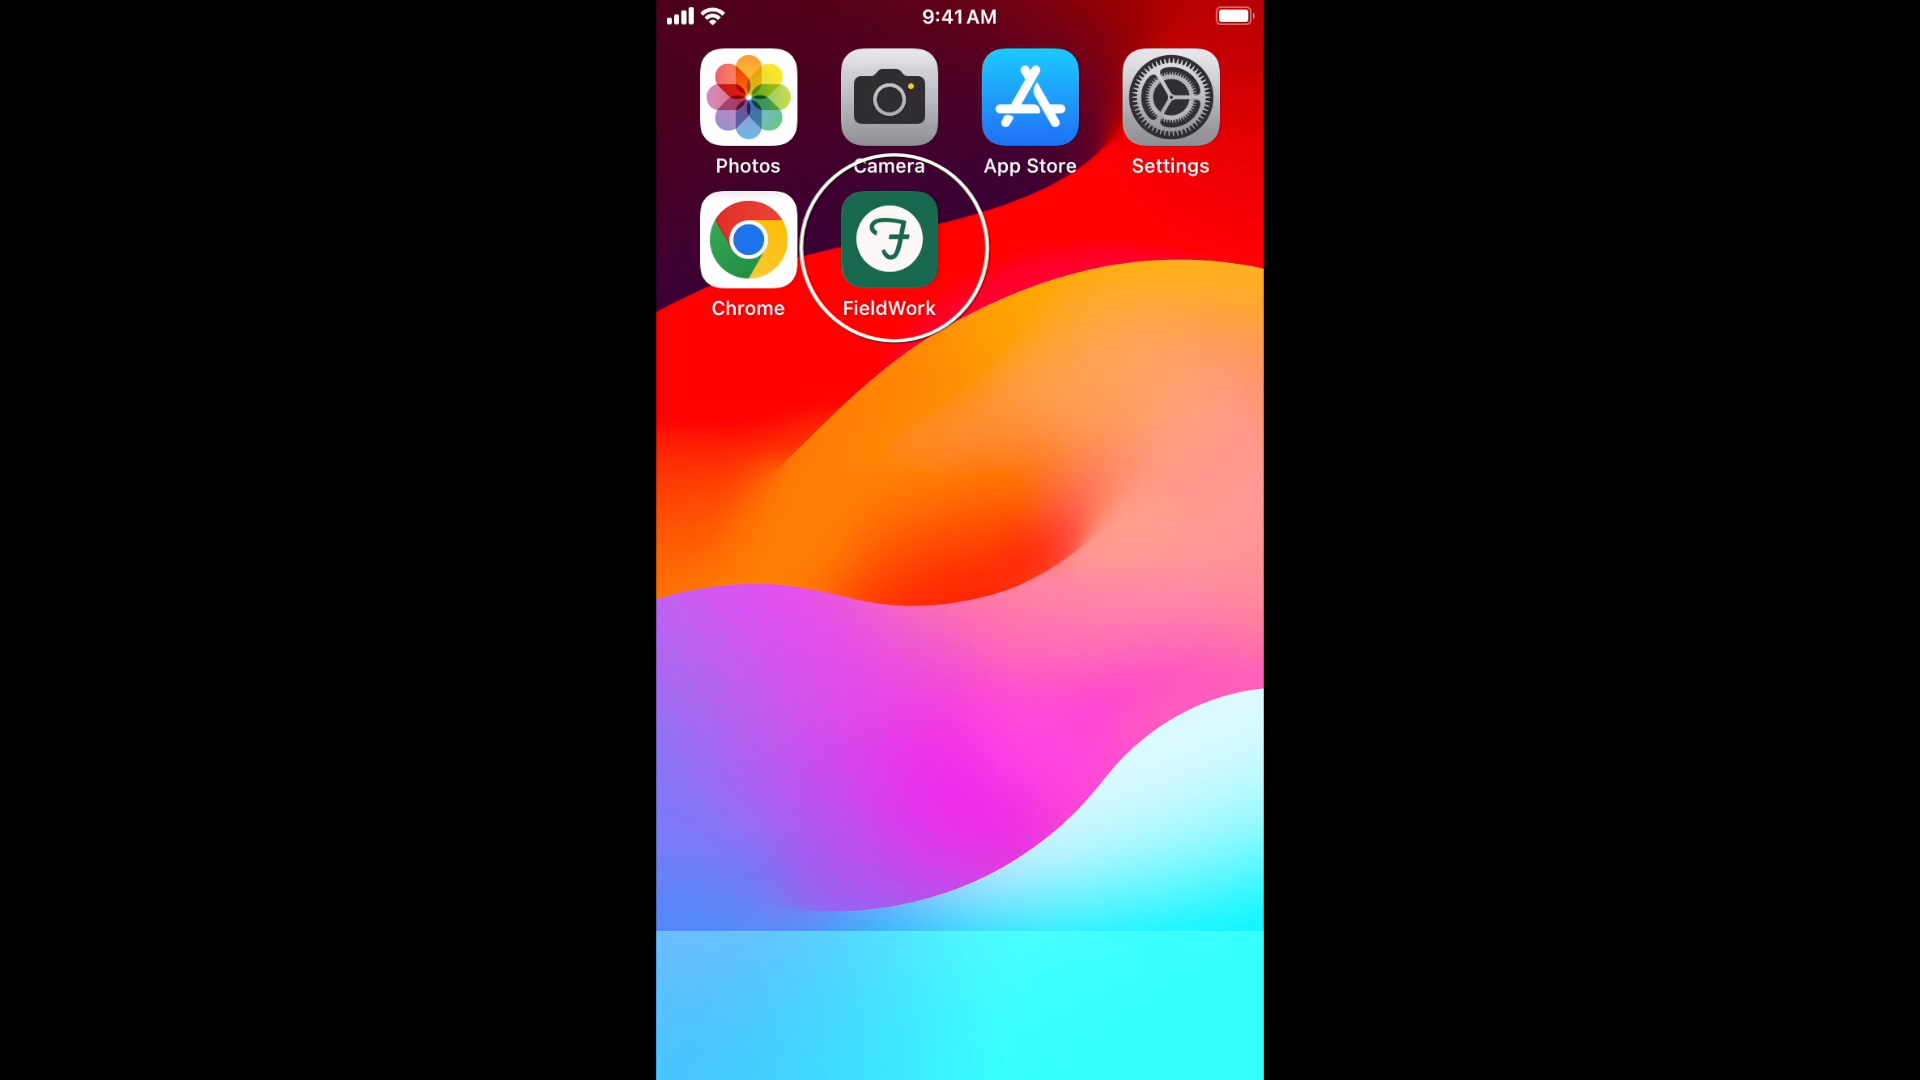 9:41 AM
Photos
Camera
App Store
Settings
F
Chrome
FieldWork